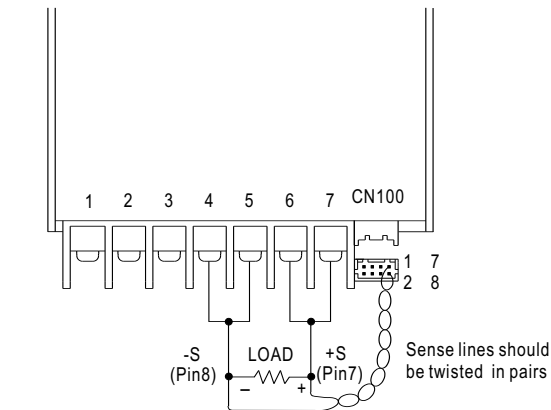 1 2 3 4 5 6 7 CN100
1 7
2 8
-S
(Pin8)
LOAD
+S
(Pin7)
– +
Sense lines should
be twisted in pairs